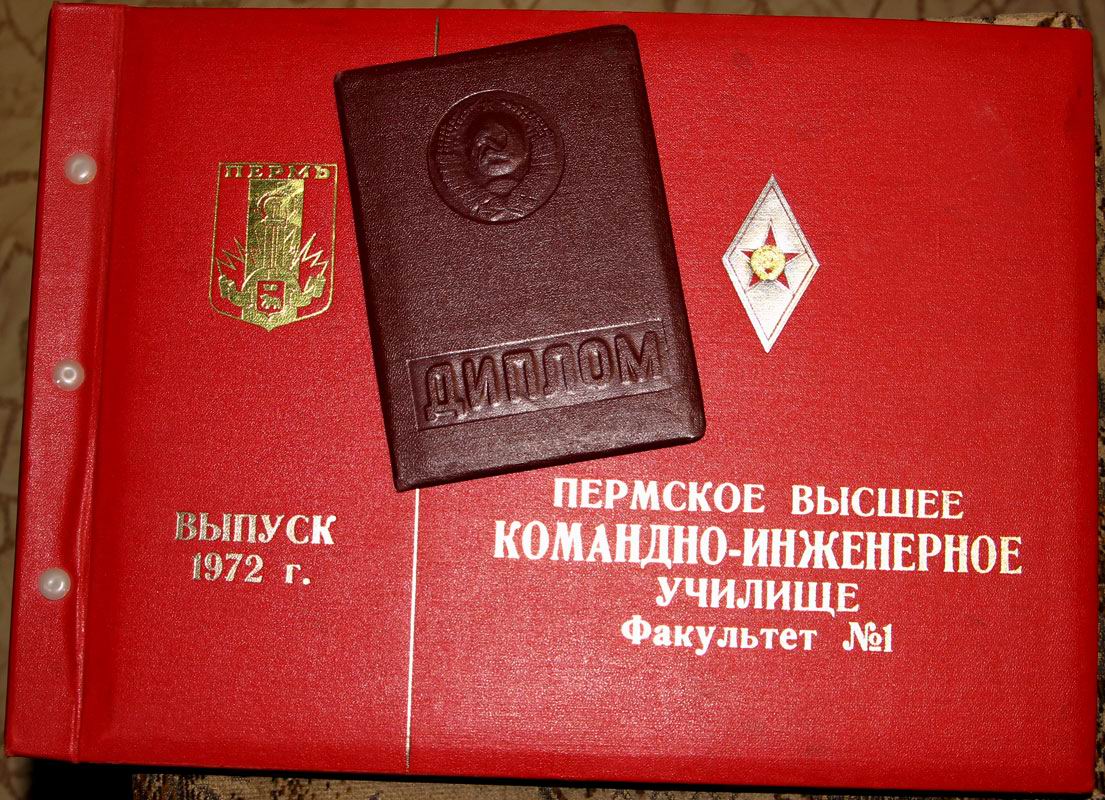 ПЕРМЬ
ДИПЛОМ
ВЫПУСК
1972 г.
ПЕРМСКОЕ ВЫСШЕЕ
КОМАНДНО-ИНЖЕНЕРНОЕ
УЧИЛИЩЕ
Факультет №1